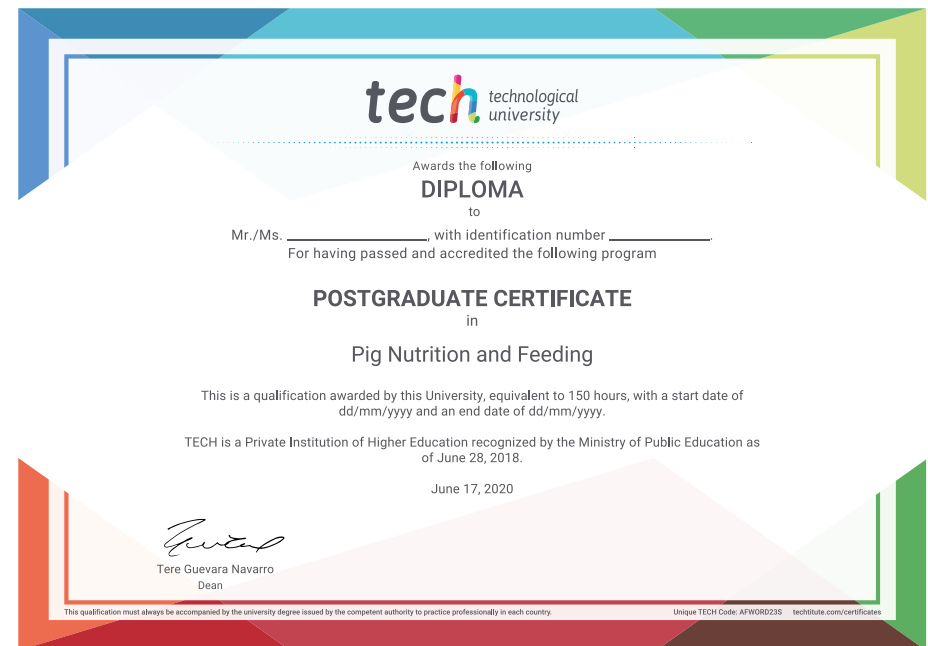 tech technological
university
Awards the following
DIPLOMA
to
Mr./Ms. ____________________, with identification number ______________.
For having passed and accredited the following program
POSTGRADUATE CERTIFICATE
in
Pig Nutrition and Feeding
This is a qualification awarded by this University, equivalent to 150 hours, with a start date of
dd/mm/yyyy and an end date of dd/mm/yyyy.
TECH is a Private Institution of Higher Education recognized by the Ministry of Public Education as
of June 28, 2018.
June 17, 2020
Tere Guevara Navarro
Dean
This qualification must always be accompanied by the university degree issued by the competent authority to practice professionally in each country.
Unique TECH Code: AFWORD23S techtitute.com/certificates